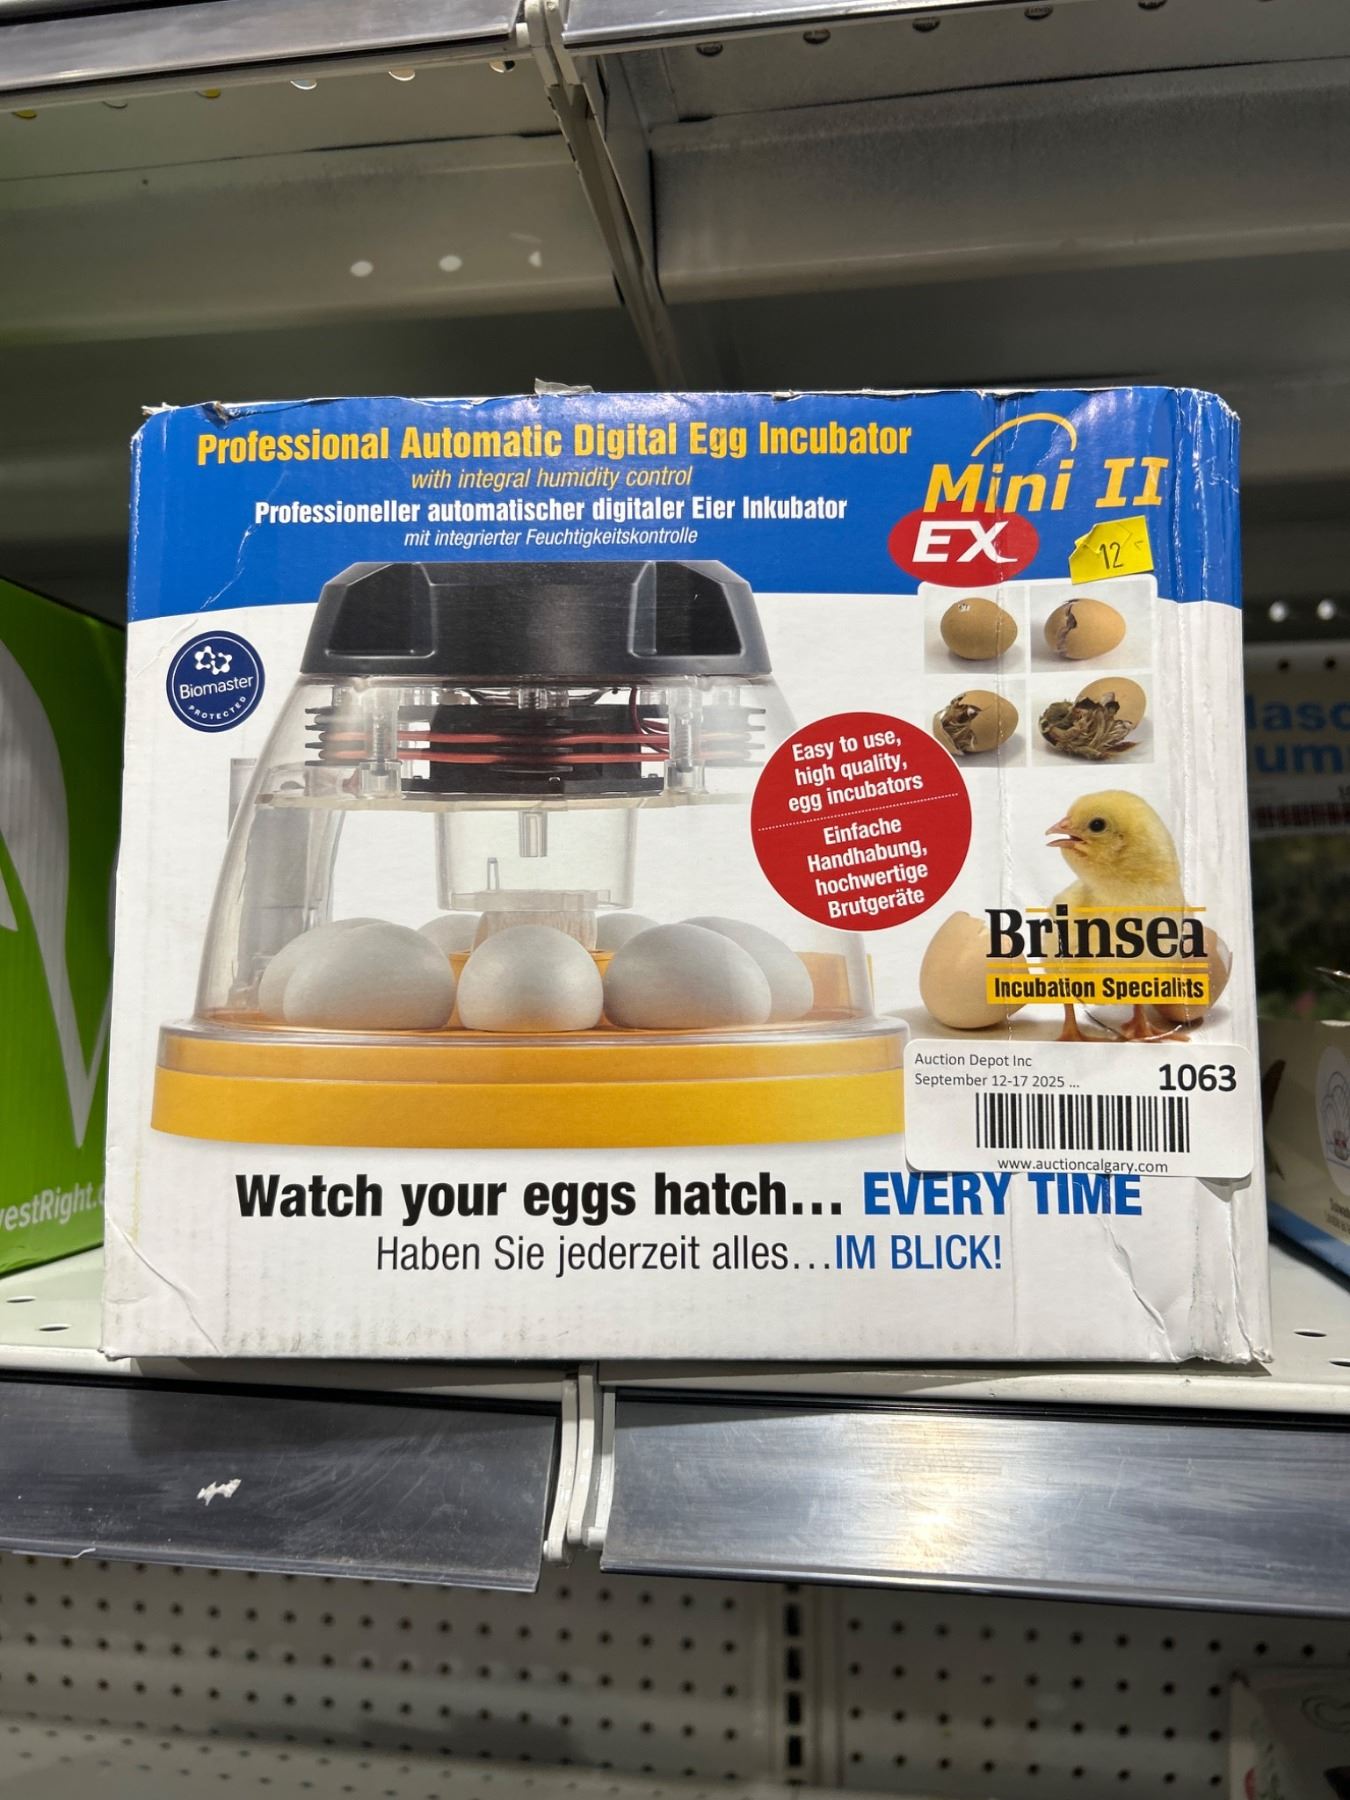 Professional Automatic Digital Egg Incubator
with integral humidity control
Professioneller automatischer digitaler Eier Inkubator
mit integrierter Feuchtigkeitskontrolle
Mini II
EX
12
Biomaster
PROTECTED
Easy to use,
high quality,
egg incubators
Einfache
Handhabung,
hochwertige
Brutgeräte
Brinsea
Incubation Specialists
Auction Depot Inc
September 12-17 2025 ...
1063
www.auctioncalgary.com
Watch your eggs hatch... EVERY TIME
Haben Sie jederzeit alles...IM BLICK!